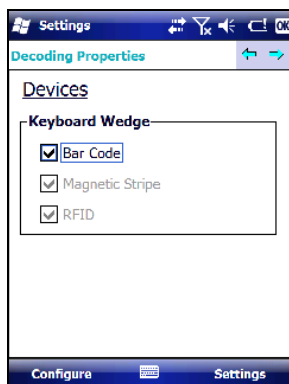 Settings
OK
Decoding Properties
Devices
Keyboard Wedge
Bar Code
Magnetic Stripe
RFID
Configure
Settings